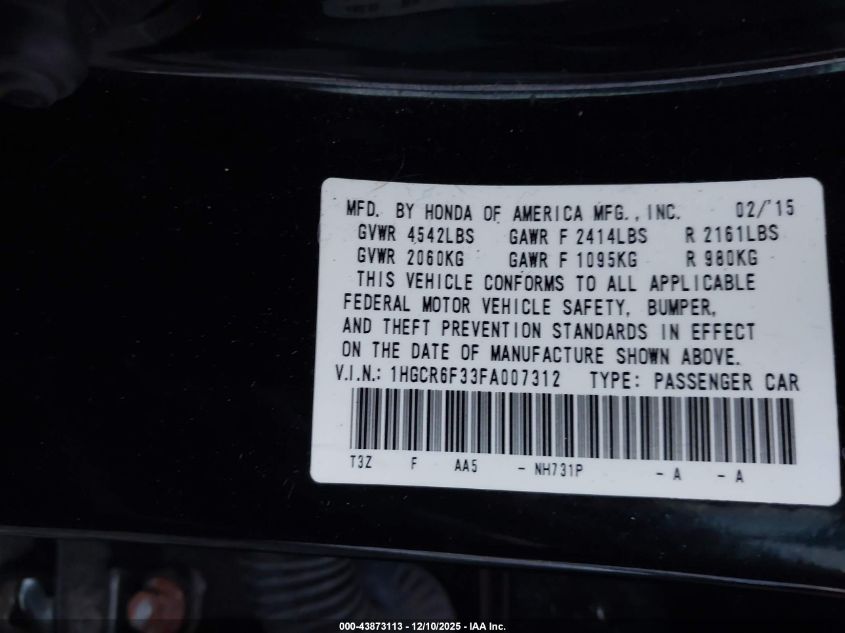 MFD. BY HONDA OF AMERICA MFG., INC. 02/15
GVWR 4542LBS GAWR F 2414LBS R 2161LBS
GVWR 2060KG GAWR F 1095KG R 980KG
THIS VEHICLE CONFORMS TO ALL APPLICABLE
FEDERAL MOTOR VEHICLE SAFETY, BUMPER,
AND THEFT PREVENTION STANDARDS IN EFFECT
ON THE DATE OF MANUFACTURE SHOWN ABOVE.
V.I.N.: 1HGCR6F33FA007312 TYPE: PASSENGER CAR
T3Z F AA5 - NH731P - A - A
000-43873113 - 12/10/2025 - IAA Inc.